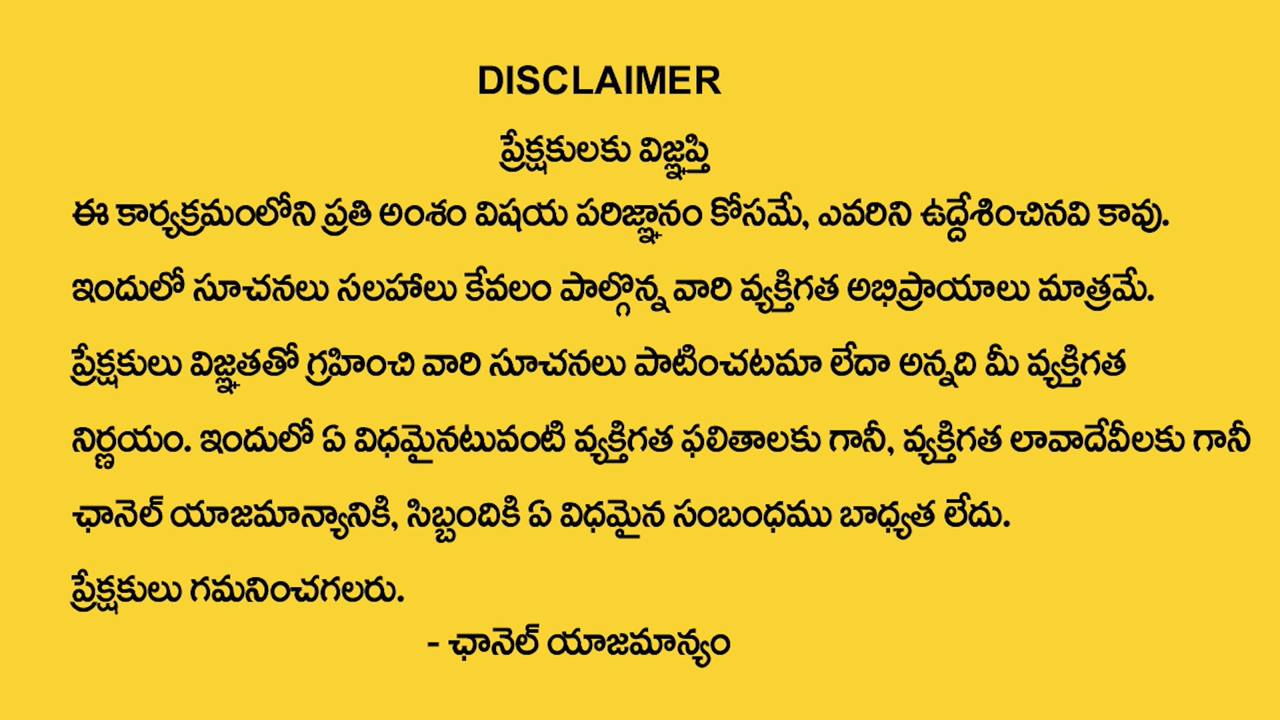 DISCLAIMER
ప్రేక్షకులకు విజ్ఞప్తి
ఈ కార్యక్రమంలోని ప్రతి అంశం విషయ పరిజ్ఞానం కోసమే, ఎవరిని ఉద్దేశించినవి కావు.
ఇందులో సూచనలు సలహాలు కేవలం పాల్గొన్న వారి వ్యక్తిగత అభిప్రాయాలు మాత్రమే.
ప్రేక్షకులు విజ్ఞతతో గ్రహించి వారి సూచనలు పాటించటమా లేదా అన్నది మీ వ్యక్తిగత
నిర్ణయం. ఇందులో ఏ విధమైనటువంటి వ్యక్తిగత ఫలితాలకు గానీ, వ్యక్తిగత లావాదేవీలకు గానీ
ఛానెల్ యాజమాన్యానికి, సిబ్బందికి ఏ విధమైన సంబంధము బాధ్యత లేదు.
ప్రేక్షకులు గమనించగలరు.
- ఛానెల్ యాజమాన్యం